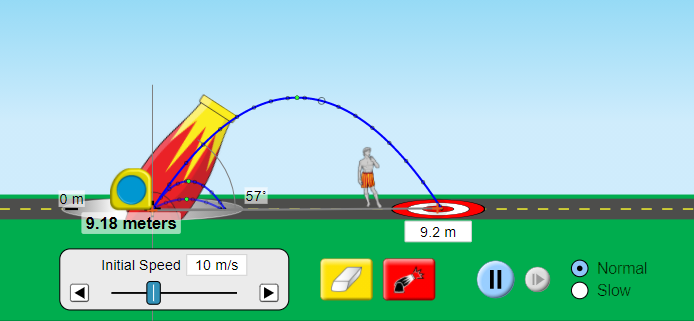 0 m
57°
9.18 meters
9.2 m
Initial Speed 10 m/s
Normal
Slow